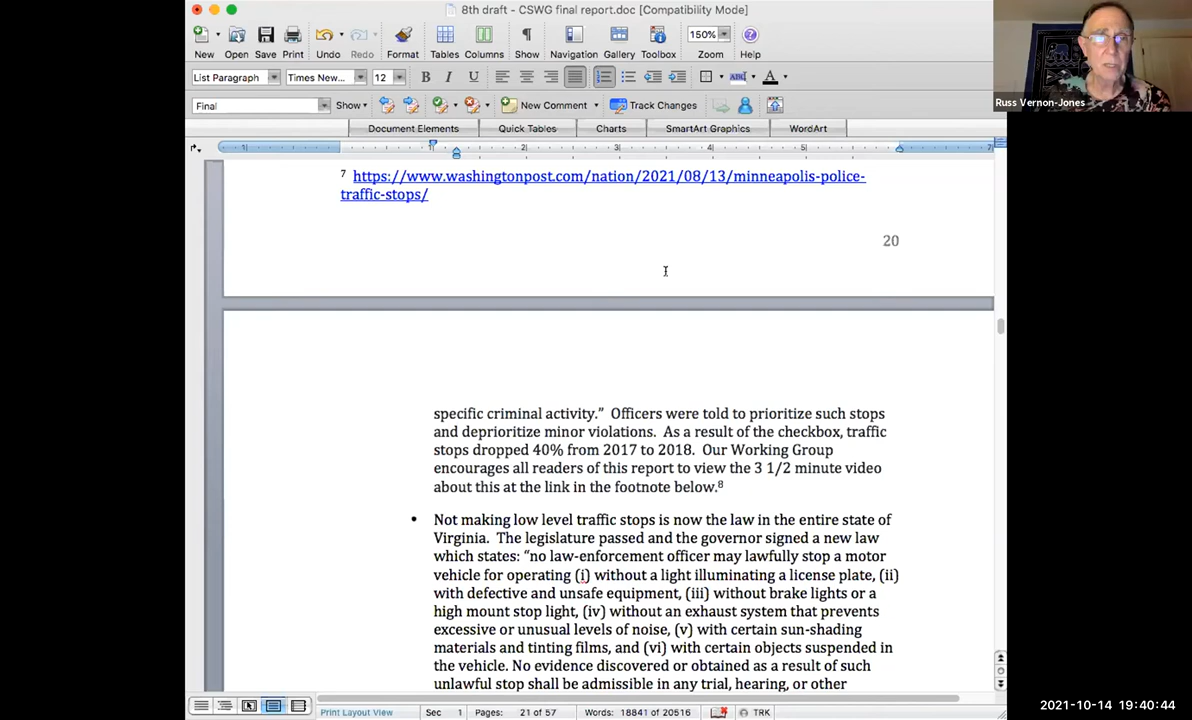 8th draft - CSWG final report.doc [Compatibility Mode]
New Open Save Print Undo Redo Format Tables Columns Show Navigation Gallery Toolbox 150% Zoom Help
List Paragraph Times New... 12 B I U A
Final Show New Comment Track Changes
Document Elements Quick Tables Charts SmartArt Graphics WordArt
1 1 2 3 4 5 7
7 https://www.washingtonpost.com/nation/2021/08/13/minneapolis-police-
traffic-stops/
20
specific criminal activity.” Officers were told to prioritize such stops
and deprioritize minor violations. As a result of the checkbox, traffic
stops dropped 40% from 2017 to 2018. Our Working Group
encourages all readers of this report to view the 3 1/2 minute video
about this at the link in the footnote below.8
• Not making low level traffic stops is now the law in the entire state of
Virginia. The legislature passed and the governor signed a new law
which states: “no law-enforcement officer may lawfully stop a motor
vehicle for operating (i) without a light illuminating a license plate, (ii)
with defective and unsafe equipment, (iii) without brake lights or a
high mount stop light, (iv) without an exhaust system that prevents
excessive or unusual levels of noise, (v) with certain sun-shading
materials and tinting films, and (vi) with certain objects suspended in
the vehicle. No evidence discovered or obtained as a result of such
unlawful stop shall be admissible in any trial, hearing, or other
Print Layout View Sec 1 Pages: 21 of 57 Words: 18841 of 20516 TRK
Russ Vernon-Jones
2021-10-14 19:40:44